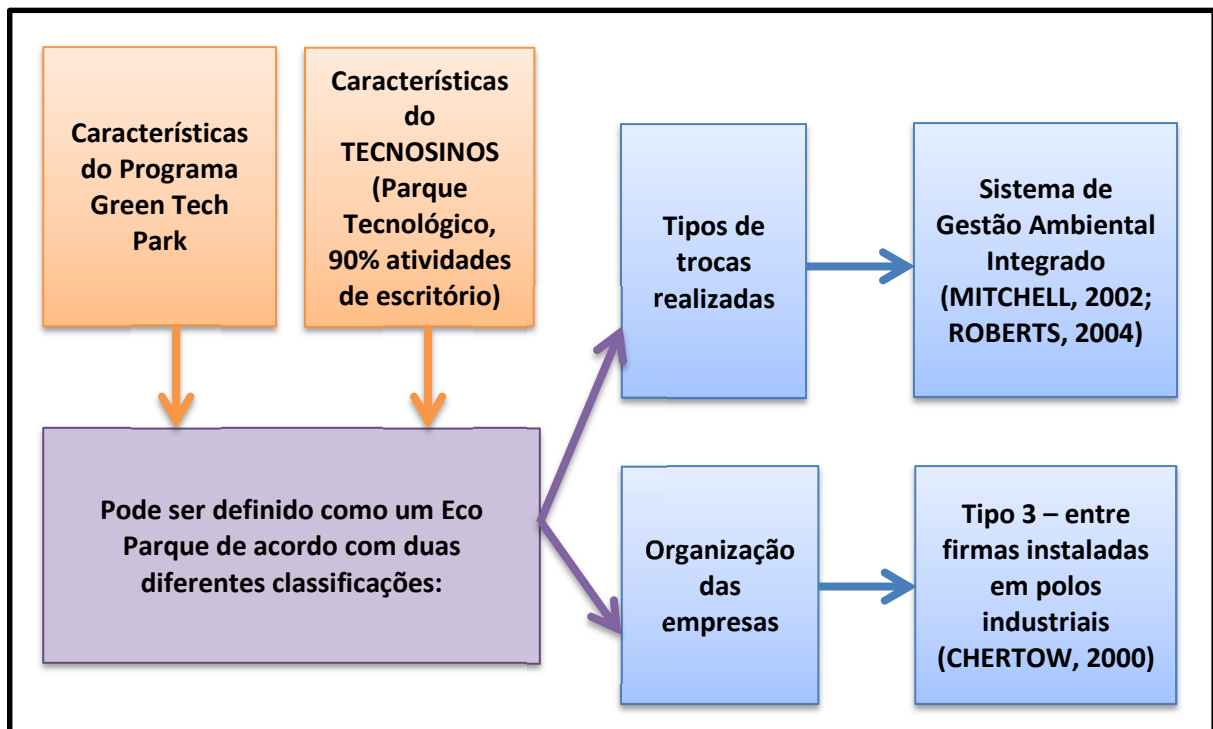 Características
do Programa
Green Tech
Park
Características
do
TECNOSINOS
(Parque
Tecnológico,
90% atividades
de escritório)
Pode ser definido como um Eco
Parque de acordo com duas
diferentes classificações:
Tipos de
trocas
realizadas
Sistema de
Gestão Ambiental
Integrado
(MITCHELL, 2002;
ROBERTS, 2004)
Organização
das
empresas
Tipo 3 – entre
firmas instaladas
em polos
industriais
(CHERTOW, 2000)